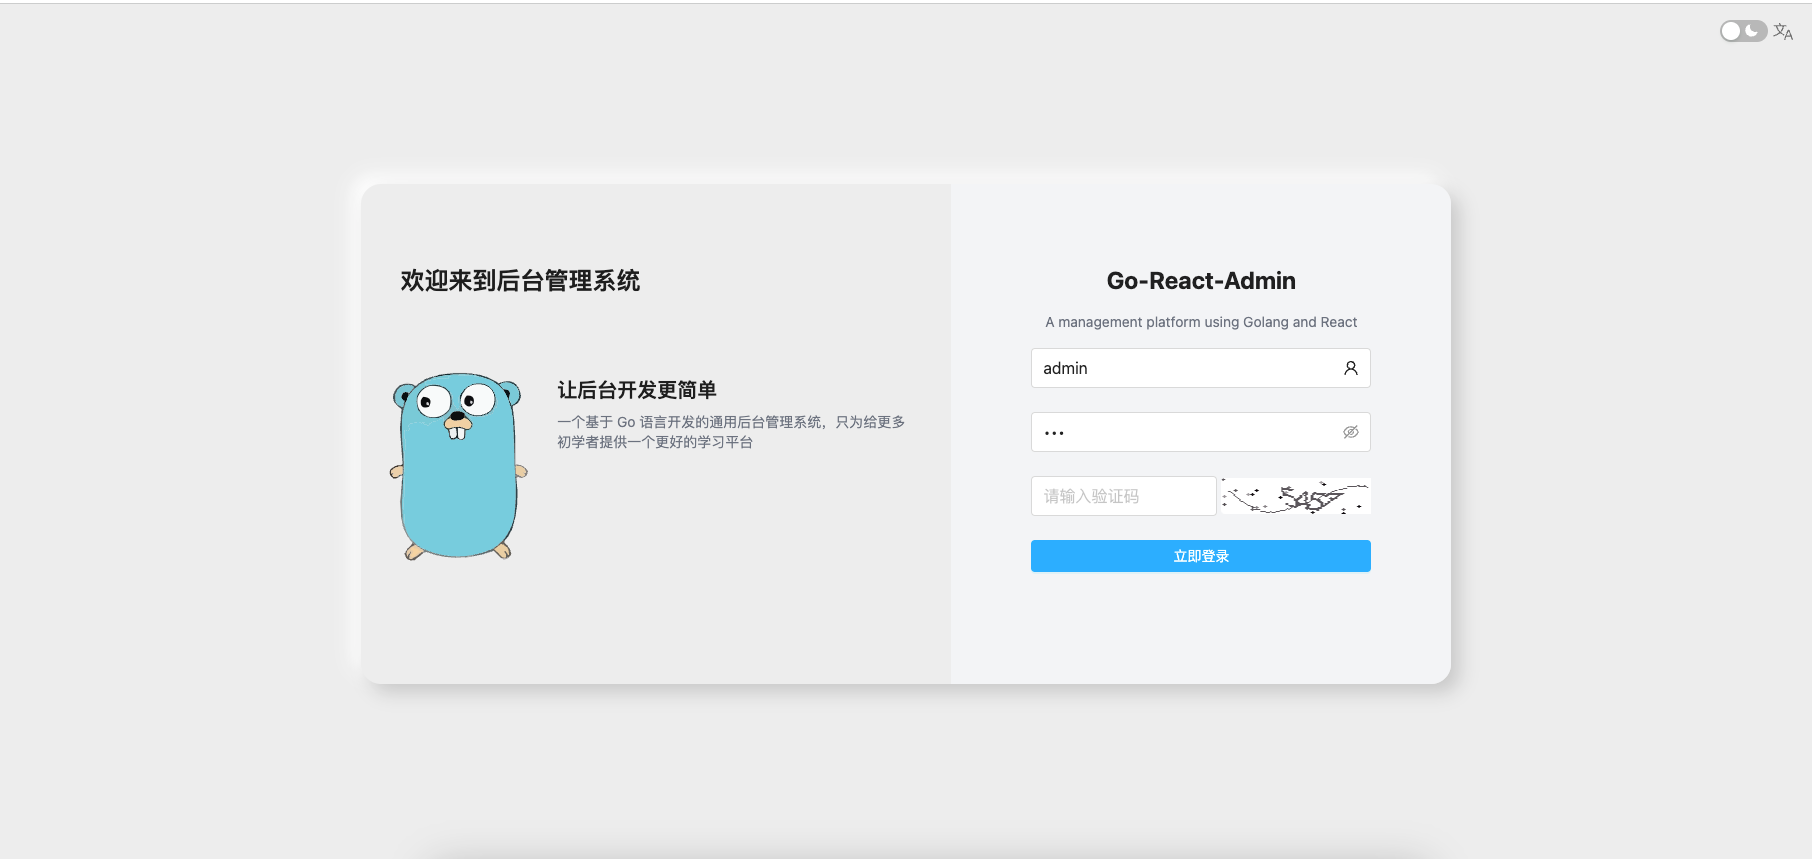 欢迎来到后台管理系统
让后台开发更简单
一个基于 Go 语言开发的通用后台管理系统，只为给更多
初学者提供一个更好的学习平台
Go-React-Admin
A management platform using Golang and React
admin
•••
请输入验证码
立即登录